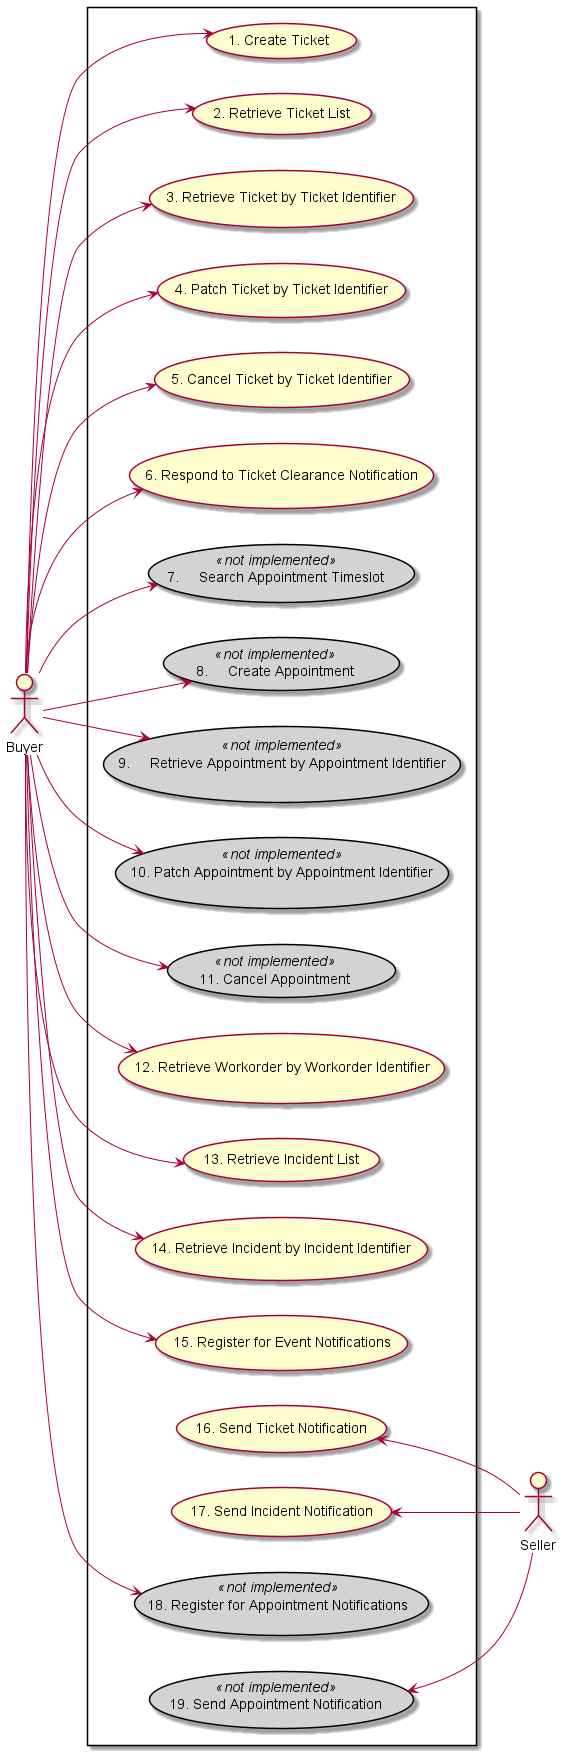 1. Create Ticket
2. Retrieve Ticket List
3. Retrieve Ticket by Ticket Identifier
4. Patch Ticket by Ticket Identifier
5. Cancel Ticket by Ticket Identifier
6. Respond to Ticket Clearance Notification
«not implemented»
7. Search Appointment Timeslot
«not implemented»
8. Create Appointment
Buyer
«not implemented»
9. Retrieve Appointment by Appointment Identifier
«not implemented»
10. Patch Appointment by Appointment Identifier
«not implemented»
11. Cancel Appointment
12. Retrieve Workorder by Workorder Identifier
13. Retrieve Incident List
14. Retrieve Incident by Incident Identifier
15. Register for Event Notifications
16. Send Ticket Notification
17. Send Incident Notification
Seller
«not implemented»
18. Register for Appointment Notifications
«not implemented»
19. Send Appointment Notification